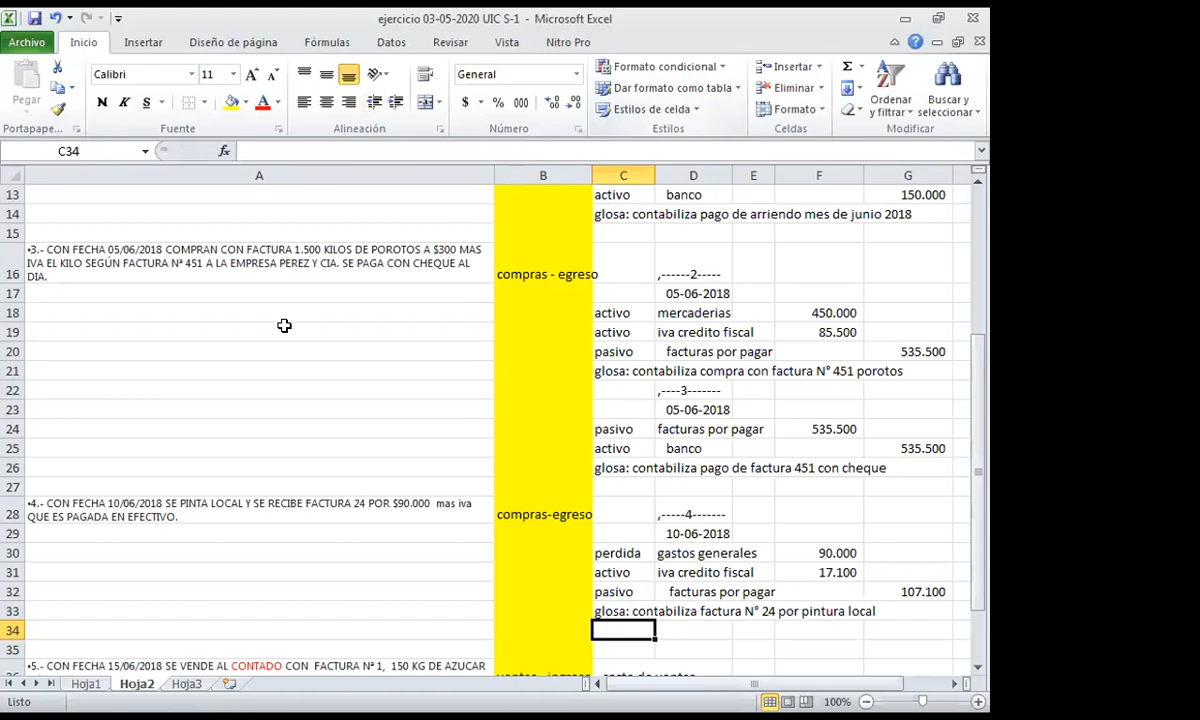 ejercicio 03-05-2020 UIC S-1 - Microsoft Excel
Archivo Inicio Insertar Diseño de página Fórmulas Datos Revisar Vista Nitro Pro
Pegar
Calibri 11 General
N K S
$ % 000
Formato condicional
Dar formato como tabla
Estilos de celda
Insertar
Eliminar
Formato
Ordenar y filtrar
Buscar y seleccionar
Portapape... Fuente Alineación Número Estilos Celdas Modificar
C34 fx
A B C D E F G
13 activo banco 150.000
14 glosa: contabiliza pago de arriendo mes de junio 2018
15
•3.- CON FECHA 05/06/2018 COMPRAN CON FACTURA 1.500 KILOS DE POROTOS A $300 MAS
IVA EL KILO SEGÚN FACTURA Nª 451 A LA EMPRESA PEREZ Y CIA. SE PAGA CON CHEQUE AL
16 DIA. compras - egreso ,------2-----
17 05-06-2018
18 activo mercaderias 450.000
19 activo iva credito fiscal 85.500
20 pasivo facturas por pagar 535.500
21 glosa: contabiliza compra con factura N° 451 porotos
22 ,----3-------
23 05-06-2018
24 pasivo facturas por pagar 535.500
25 activo banco 535.500
26 glosa: contabiliza pago de factura 451 con cheque
27
•4.- CON FECHA 10/06/2018 SE PINTA LOCAL Y SE RECIBE FACTURA 24 POR $90.000 mas iva
28 QUE ES PAGADA EN EFECTIVO. compras-egreso ,-----4-------
29 10-06-2018
30 perdida gastos generales 90.000
31 activo iva credito fiscal 17.100
32 pasivo facturas por pagar 107.100
33 glosa: contabiliza factura N° 24 por pintura local
34
35
•5.- CON FECHA 15/06/2018 SE VENDE AL CONTADO CON FACTURA Nª 1, 150 KG DE AZUCAR
Hoja1 Hoja2 Hoja3
Listo 100%